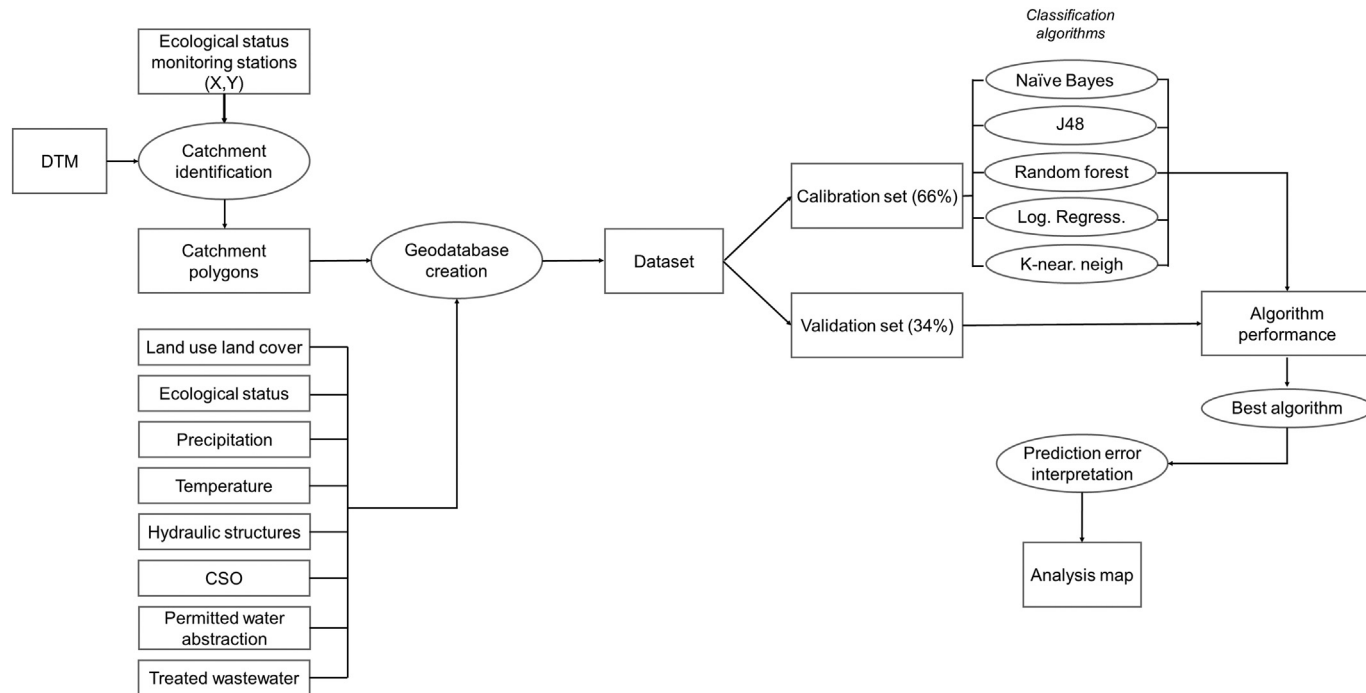 Classification
algorithms
Ecological status
monitoring stations
(X,Y)
DTM
Catchment
identification
Catchment
polygons
Geodatabase
creation
Dataset
Land use land cover
Ecological status
Precipitation
Temperature
Hydraulic structures
CSO
Permitted water
abstraction
Treated wastewater
Calibration set (66%)
Validation set (34%)
Naïve Bayes
J48
Random forest
Log. Regress.
K-near. neigh
Algorithm
performance
Best algorithm
Prediction error
interpretation
Analysis map